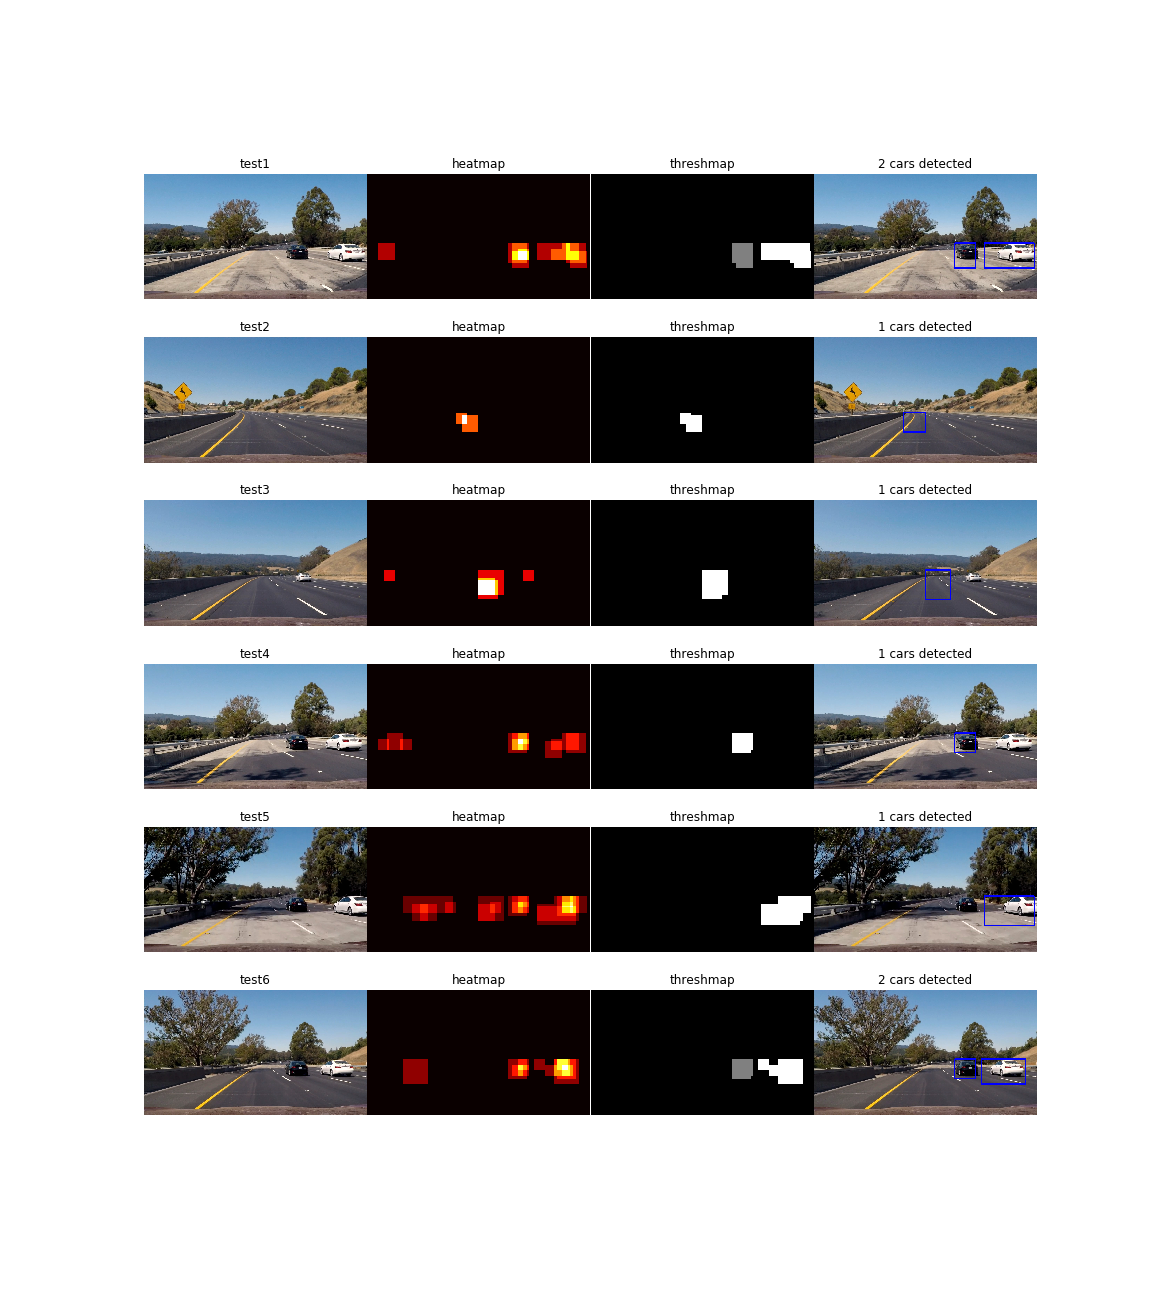 test1 heatmap threshmap 2 cars detected
test2 heatmap threshmap 1 cars detected
test3 heatmap threshmap 1 cars detected
test4 heatmap threshmap 1 cars detected
test5 heatmap threshmap 1 cars detected
test6 heatmap threshmap 2 cars detected